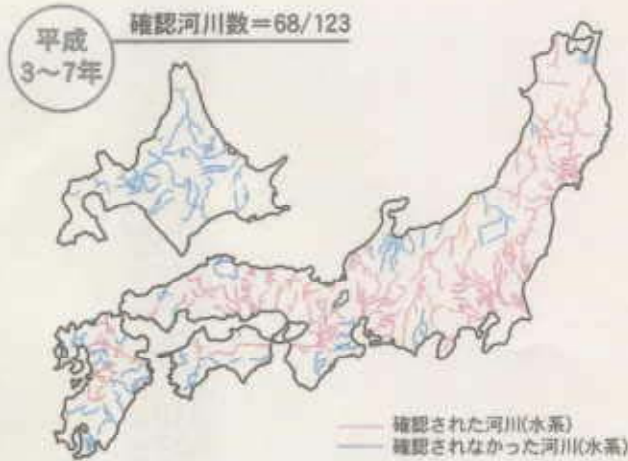 平成
3〜7年
確認河川数＝68/123
確認された河川(水系)
確認されなかった河川(水系)